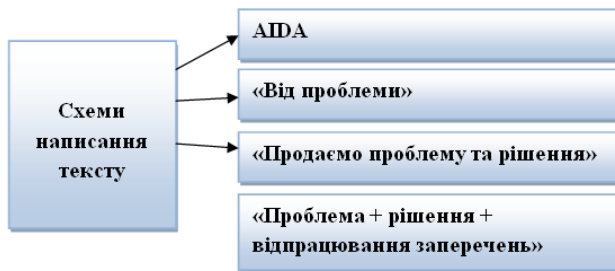 Схеми
написання
тексту
AIDA
«Від проблеми»
«Продаємо проблему та рішення»
«Проблема + рішення +
відпрацювання заперечень»